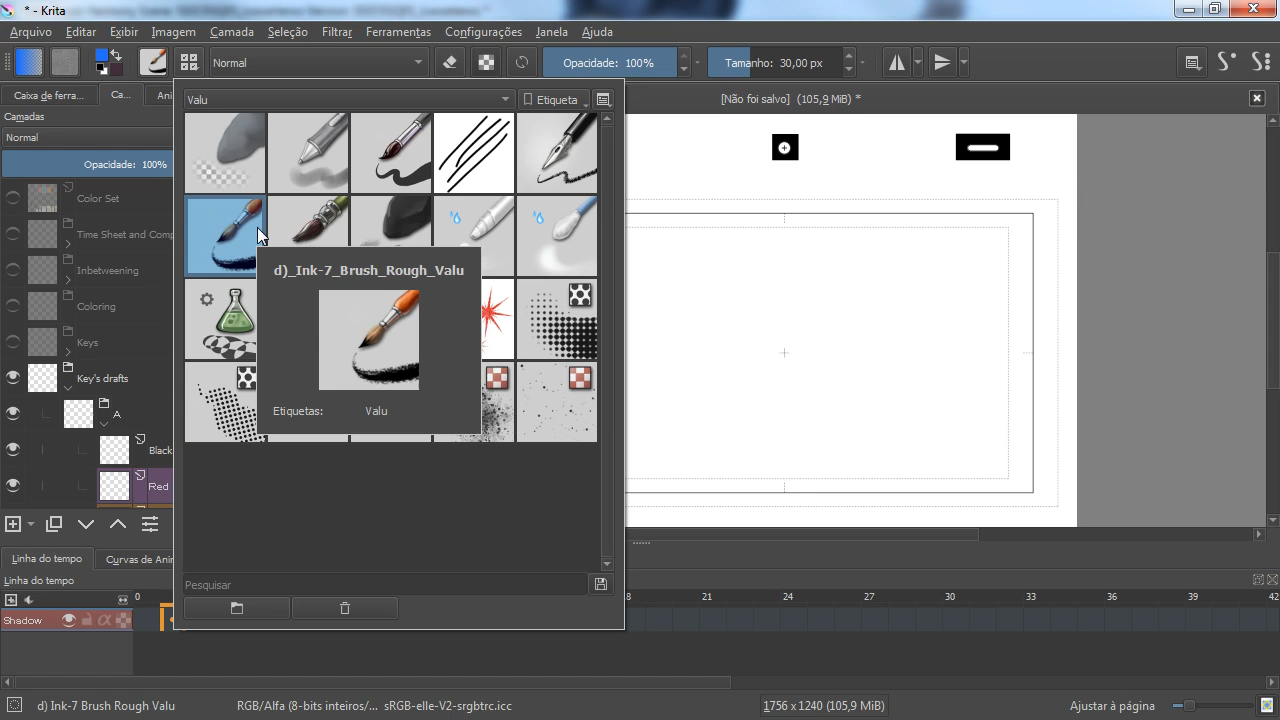 * - Krita
Arquivo Editar Exibir Imagem Camada Seleção Filtrar Ferramentas Configurações Janela Ajuda
Normal
Opacidade: 100%
Tamanho: 30,00 px
Caixa de ferra...
Ca...
Ani
Valu
Etiqueta
[Não foi salvo] (105,9 MiB) *
Camadas
Normal
Opacidade: 100%
Color Set
Time Sheet and Comp
Inbetweening
Coloring
Keys
Key's drafts
A
Black
Red
d)_Ink-7_Brush_Rough_Valu
Etiquetas: Valu
Pesquisar
Linha do tempo
Curvas de Ani
Linha do tempo
0
8 21 24 27 30 33 36 39 42
Shadow
d) Ink-7 Brush Rough Valu
RGB/Alfa (8-bits inteiros/... sRGB-elle-V2-srgbtrc.icc
1756 x 1240 (105,9 MiB)
Ajustar à página